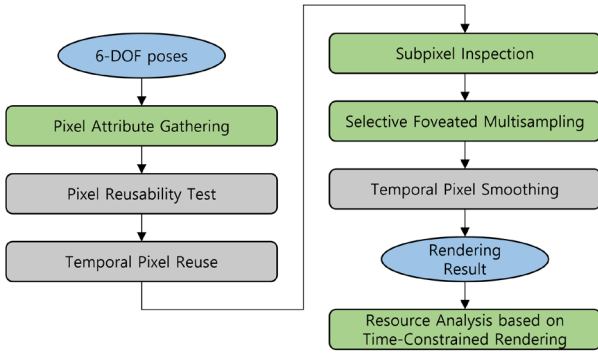 6-DOF poses
Pixel Attribute Gathering
Pixel Reusability Test
Temporal Pixel Reuse
Subpixel Inspection
Selective Foveated Multisampling
Temporal Pixel Smoothing
Rendering
Result
Resource Analysis based on
Time-Constrained Rendering